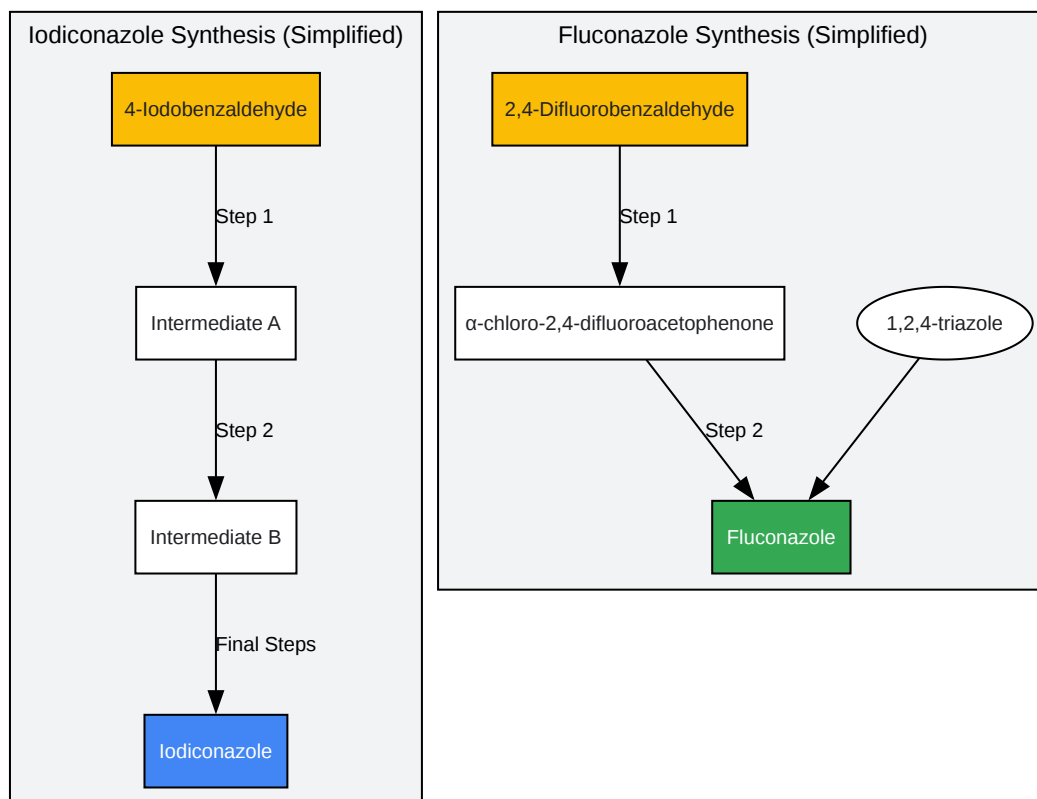 Iodiconazole Synthesis (Simplified)
4-Iodobenzaldehyde
Step 1
Intermediate A
Step 2
Intermediate B
Final Steps
Iodiconazole
Fluconazole Synthesis (Simplified)
2,4-Difluorobenzaldehyde
Step 1
α-chloro-2,4-difluoroacetophenone
1,2,4-triazole
Step 2
Fluconazole